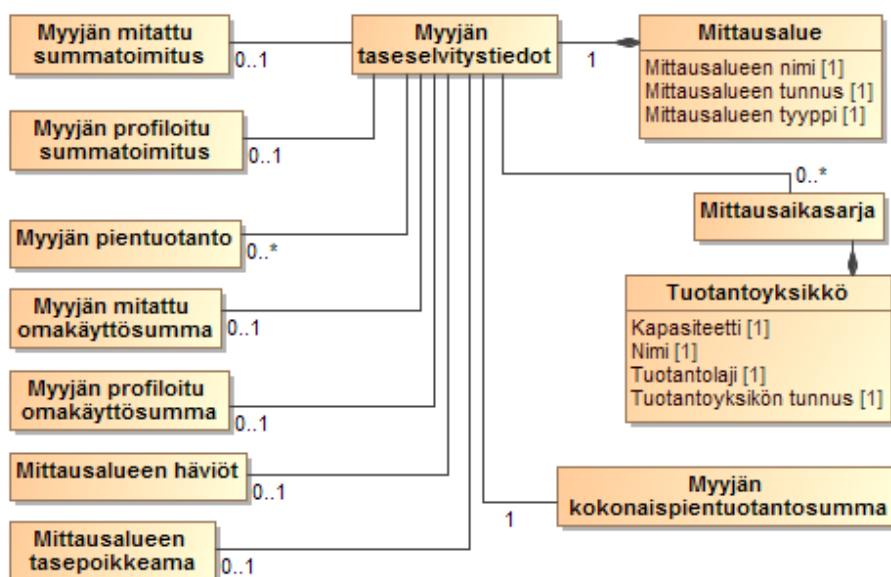 Myyjän mitattu
summatoimitus
0..1
Myyjän
taseselvitystiedot
1
Mittausalue
Mittausalueen nimi [1]
Mittausalueen tunnus [1]
Mittausalueen tyyppi [1]
Myyjän profiloitu
summatoimitus
0..1
0..*
Mittausaikasarja
Myyjän pientuotanto
0..*
Tuotantoyksikkö
Kapasiteetti [1]
Nimi [1]
Tuotantolaji [1]
Tuotantoyksikön tunnus [1]
Myyjän mitattu
omakäyttösumma
0..1
Myyjän profiloitu
omakäyttösumma
0..1
Mittausalueen häviöt
0..1
Myyjän
kokonaispientuotantosumma
1
Mittausalueen
tasepoikkeama
0..1